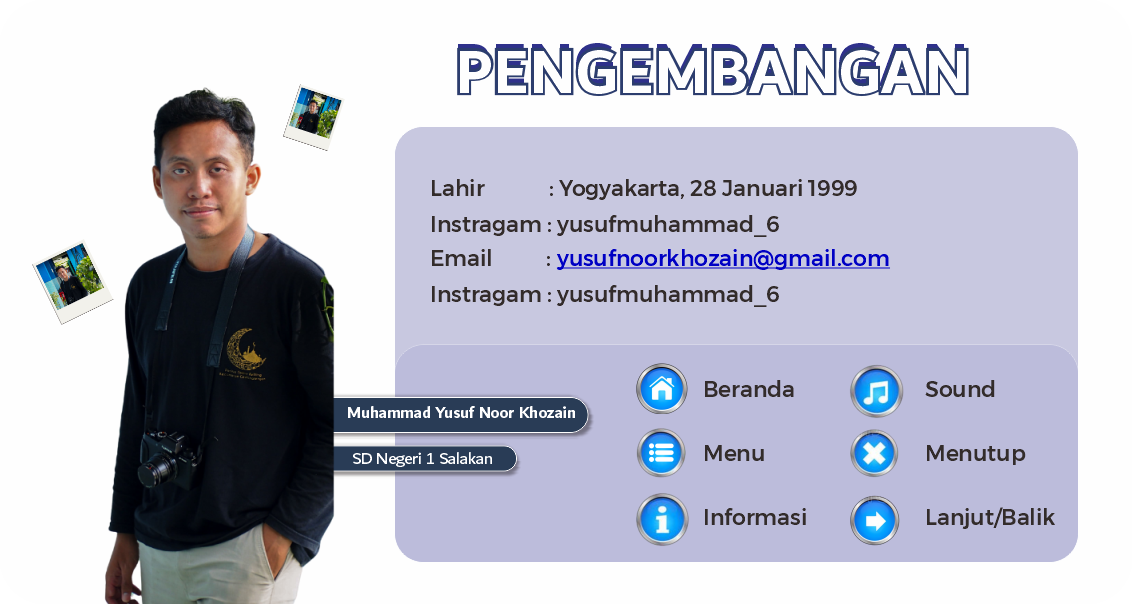 PENGEMBANGAN
Lahir : Yogyakarta, 28 Januari 1999
Instragam : yusufmuhammad_6
Email : yusufnoorkhozain@gmail.com
Instragam : yusufmuhammad_6
Muhammad Yusuf Noor Khozain
SD Negeri 1 Salakan
Beranda
Sound
Menu
Menutup
Informasi
Lanjut/Balik